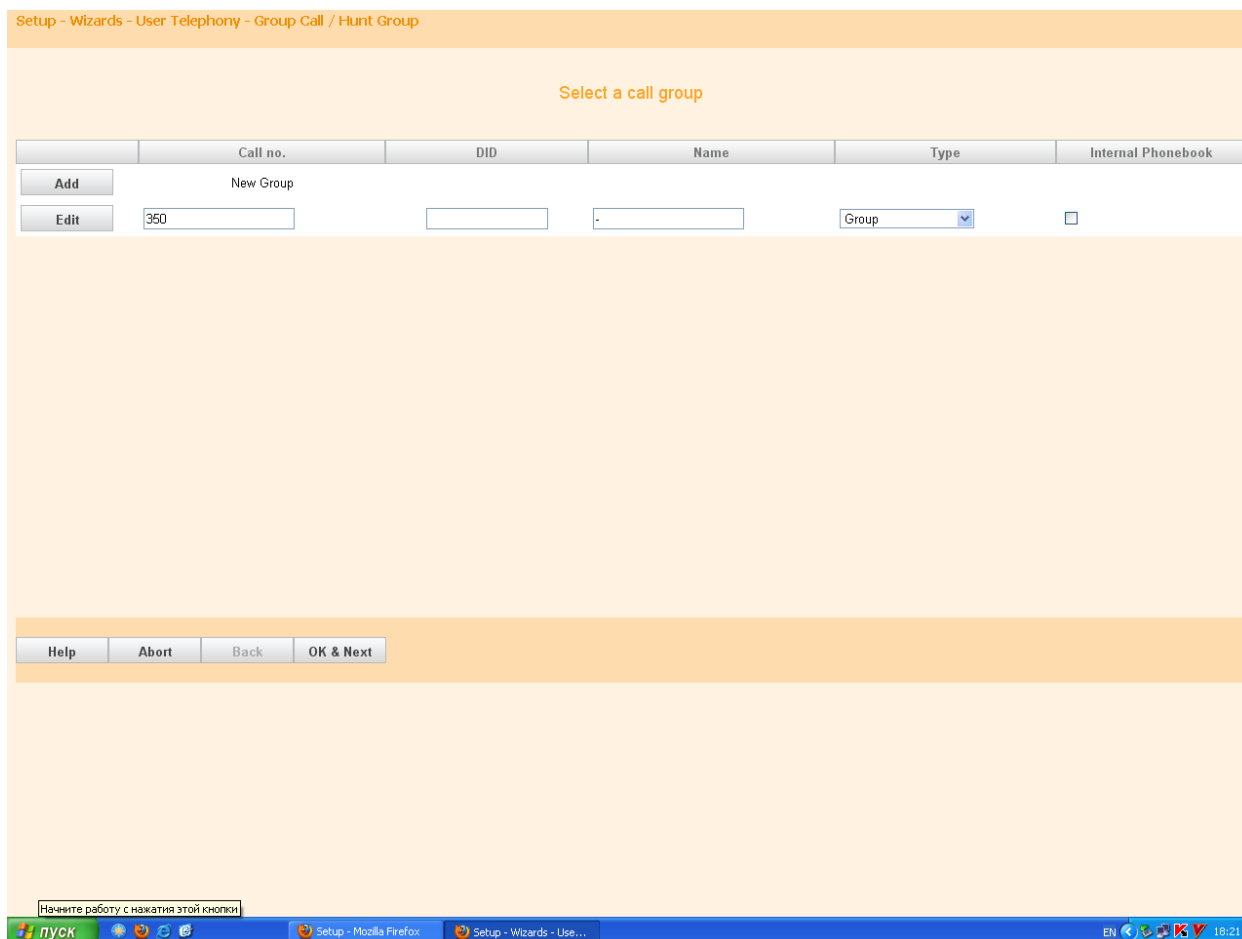 Setup - Wizards - User Telephony - Group Call / Hunt Group
Select a call group
Call no. DID Name Type Internal Phonebook
Add New Group
Edit 350 - Group
Help Abort Back OK & Next
Начните работу с нажатия этой кнопки
пуск Setup - Mozilla Firefox Setup - Wizards - Use... EN 18:21